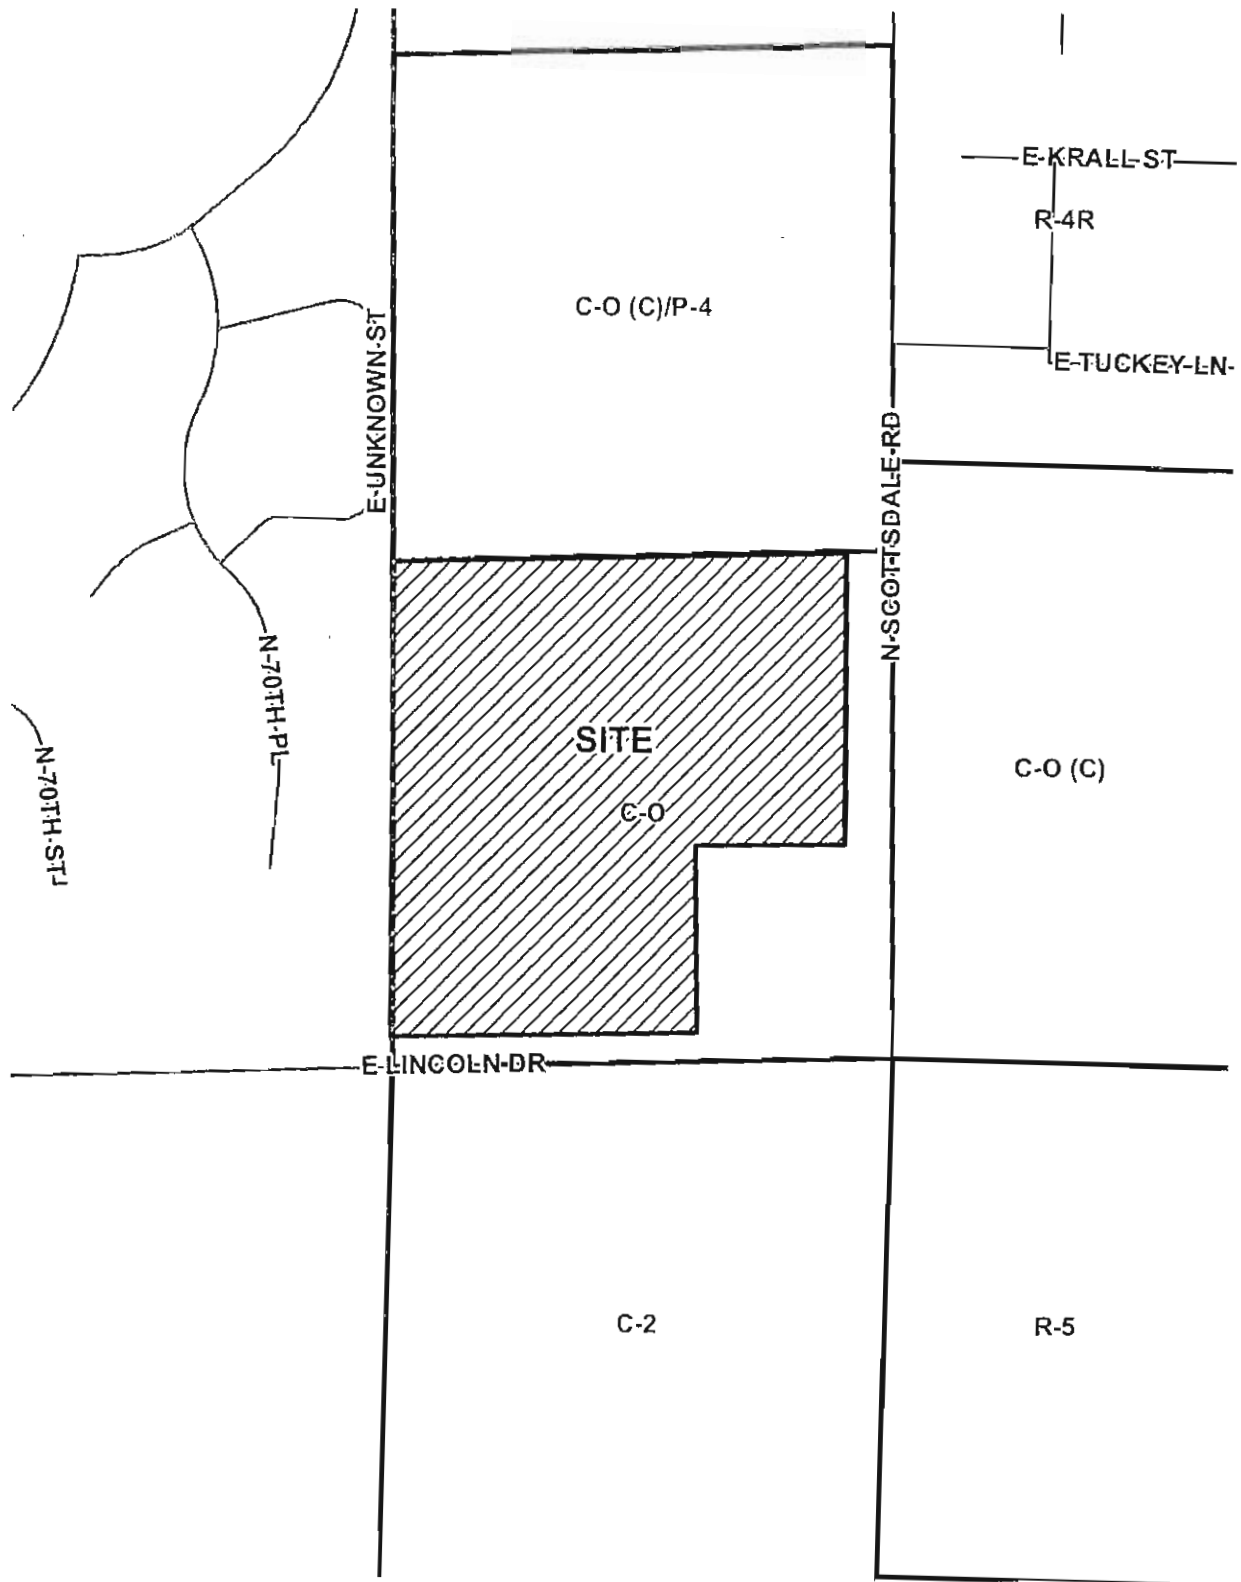 E-KRALL-ST
R-4R
C-O (C)/P-4
E-UNKNOWN-ST
E-TUCKEY-LN-
N-SCOTTSDALE-RD
N-70TH-PL
N-70TH-ST
SITE
C-O (C)
C-O
E-LINCOLN-DR
C-2
R-5